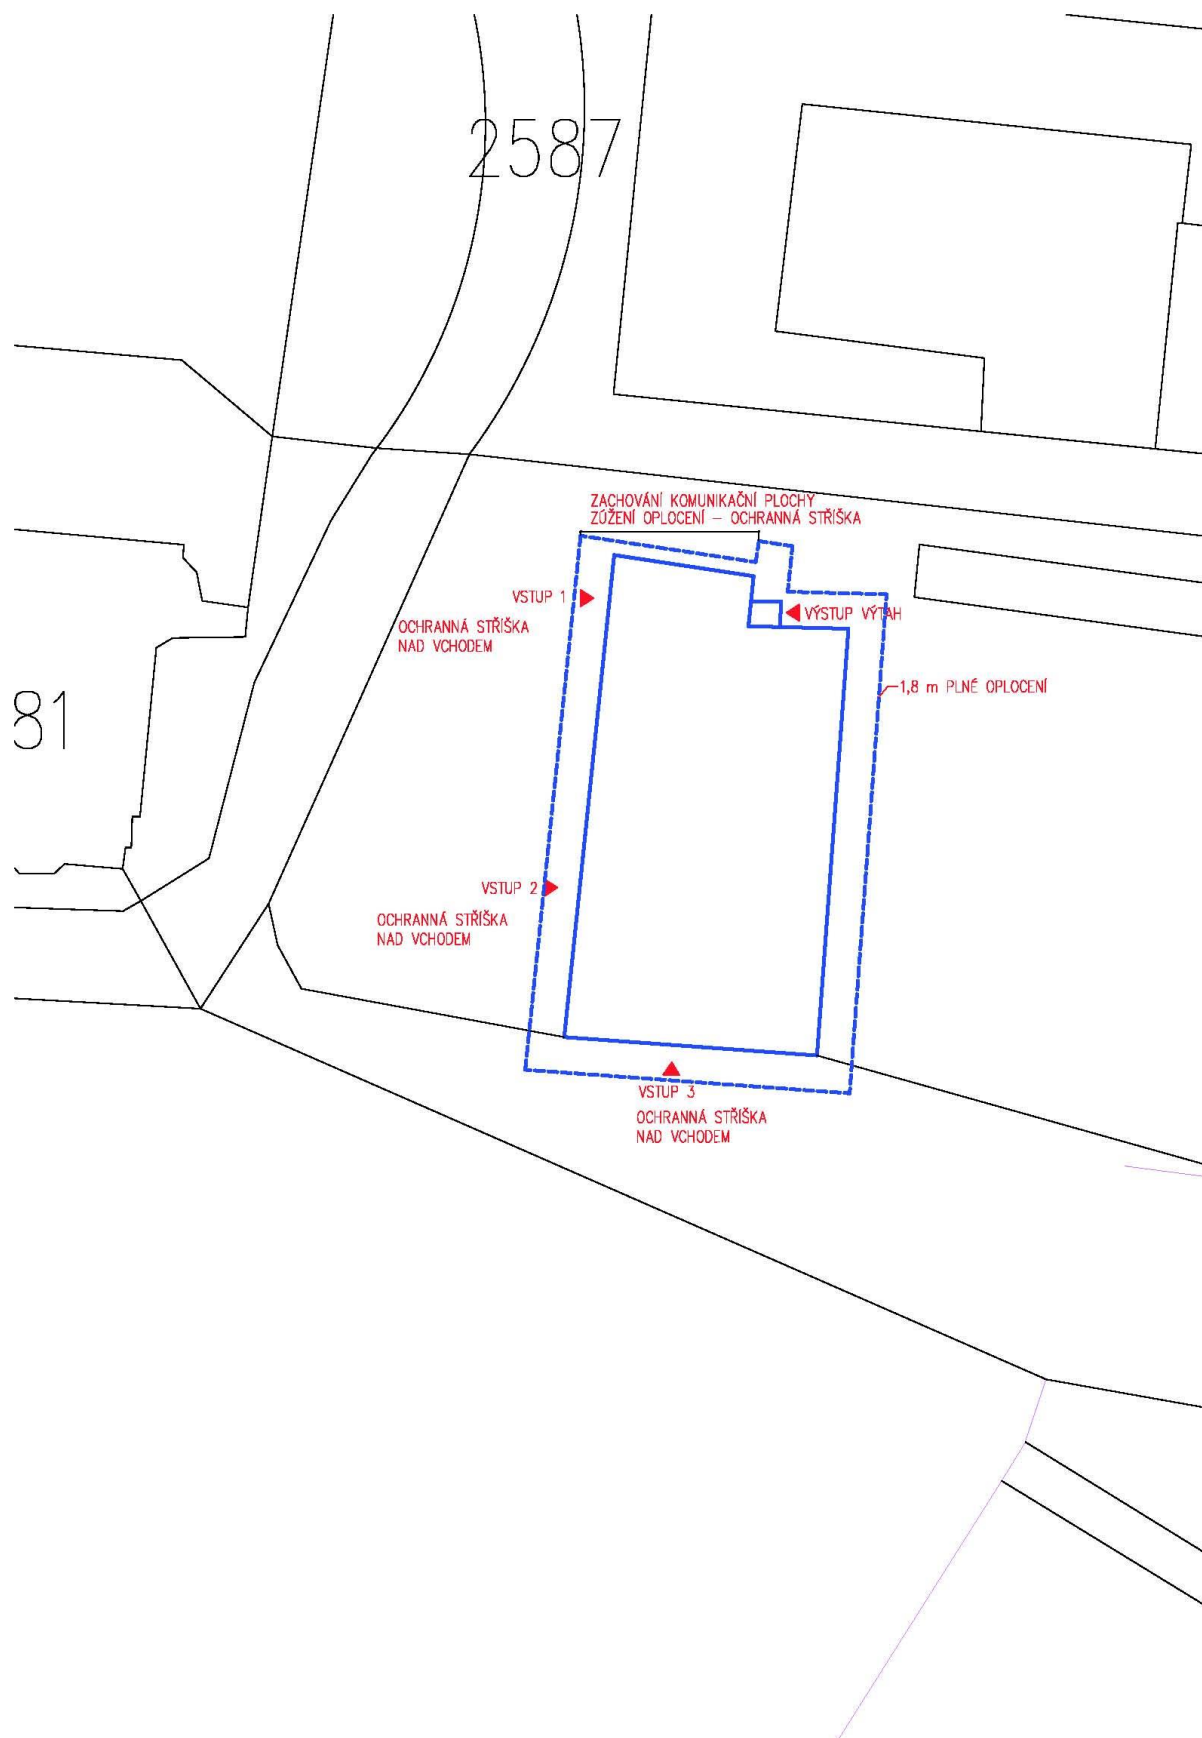 2587
ZACHOVÁNÍ KOMUNIKAČNÍ PLOCHY
ZÚŽENÍ OPLOCENÍ – OCHRANNÁ STŘÍŠKA
VSTUP 1
VÝSTUP VÝTAH
OCHRANNÁ STŘÍŠKA
NAD VCHODEM
1,8 m PLNÉ OPLOCENÍ
81
VSTUP 2
OCHRANNÁ STŘÍŠKA
NAD VCHODEM
VSTUP 3
OCHRANNÁ STŘÍŠKA
NAD VCHODEM